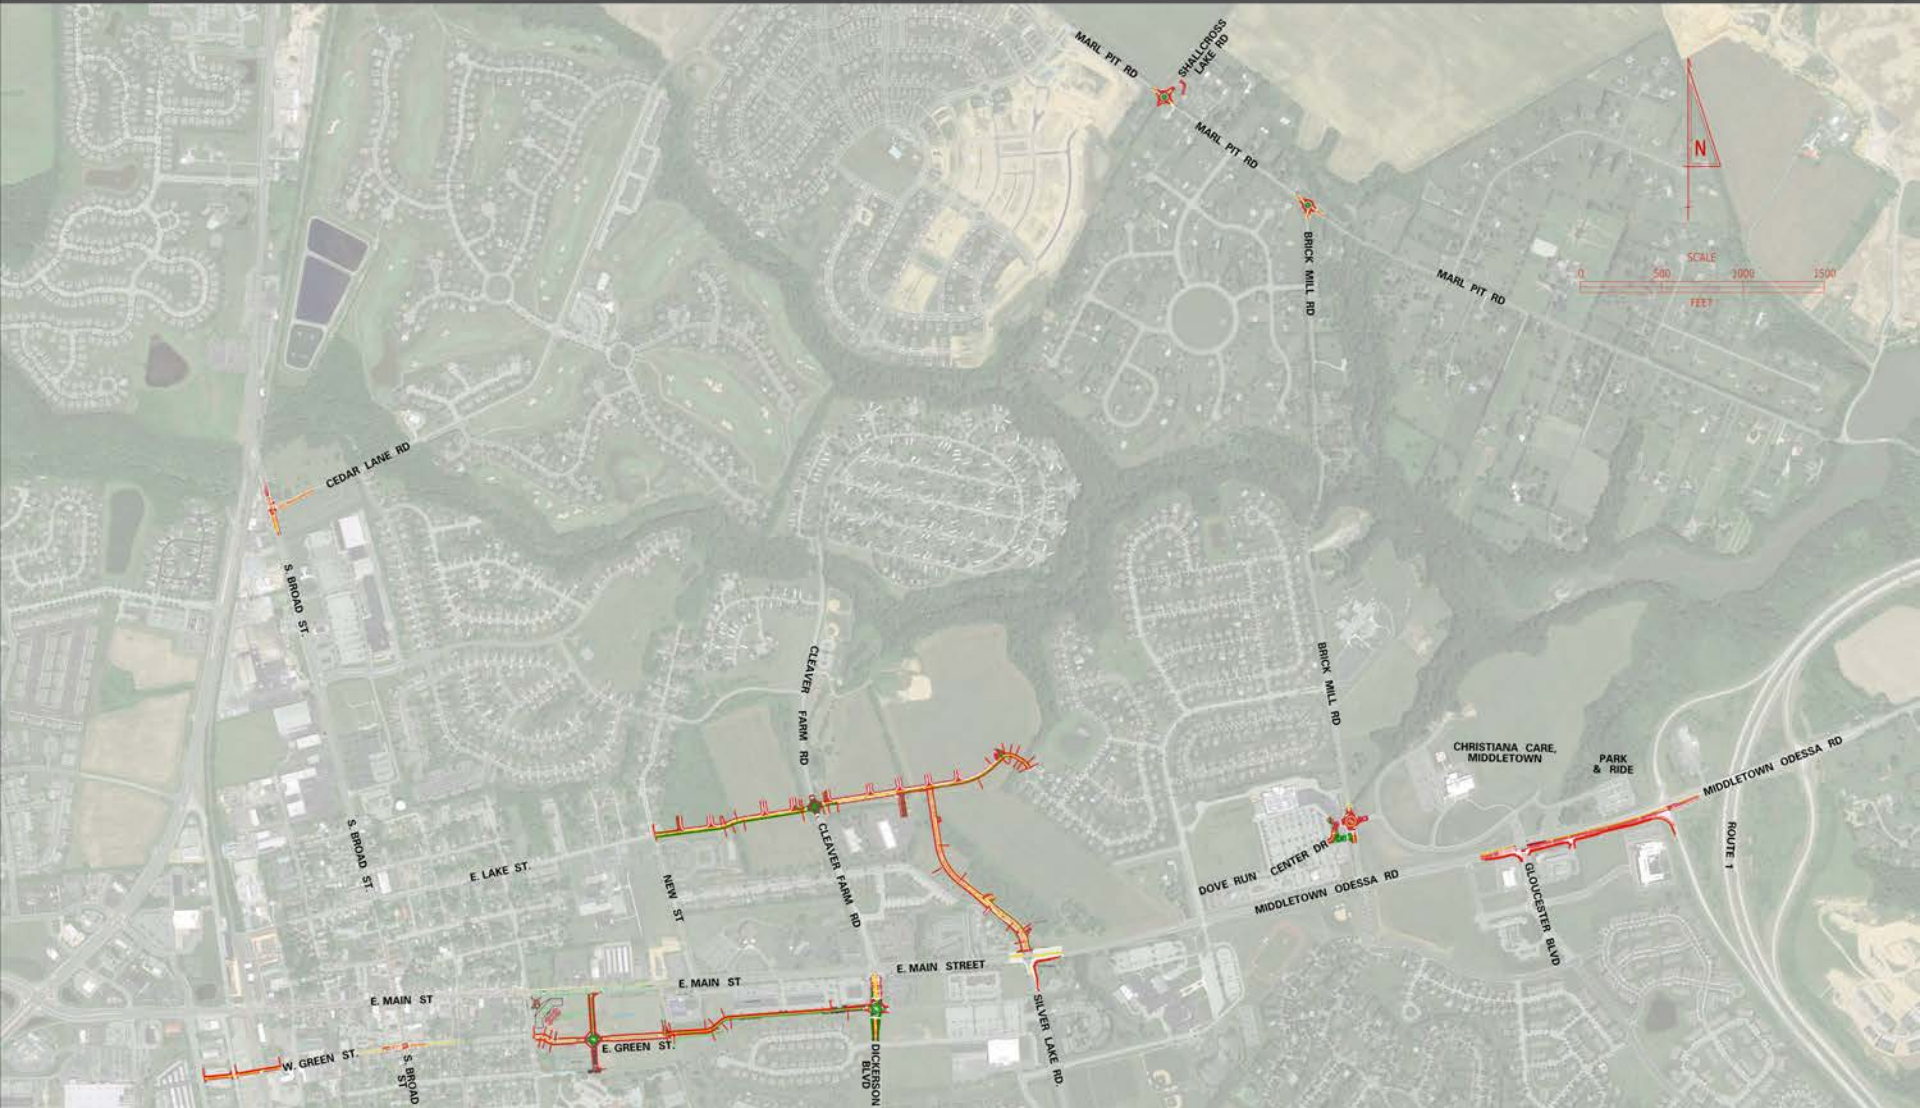 MARL PIT RD
SHALLCROSS
LAKE RD
MARL PIT RD
N
BRICK MILL RD
SCALE
0 500 1000 1500
FEET
MARL PIT RD
CEDAR LANE RD
S. BROAD ST.
CLEAVER FARM RD
BRICK MILL RD
CHRISTIANA CARE,
MIDDLETOWN
PARK
& RIDE
MIDDLETOWN ODESSA RD
ROUTE 1
S. BROAD ST.
E. LAKE ST.
NEW ST
CLEAVER FARM RD
DOVE RUN CENTER DR
MIDDLETOWN ODESSA RD
GLOUCESTER BLVD
E. MAIN ST
E. MAIN ST
E. MAIN STREET
SILVER LAKE RD.
W. GREEN ST.
S. BROAD
ST
E. GREEN ST.
DICKERSON
BLVD